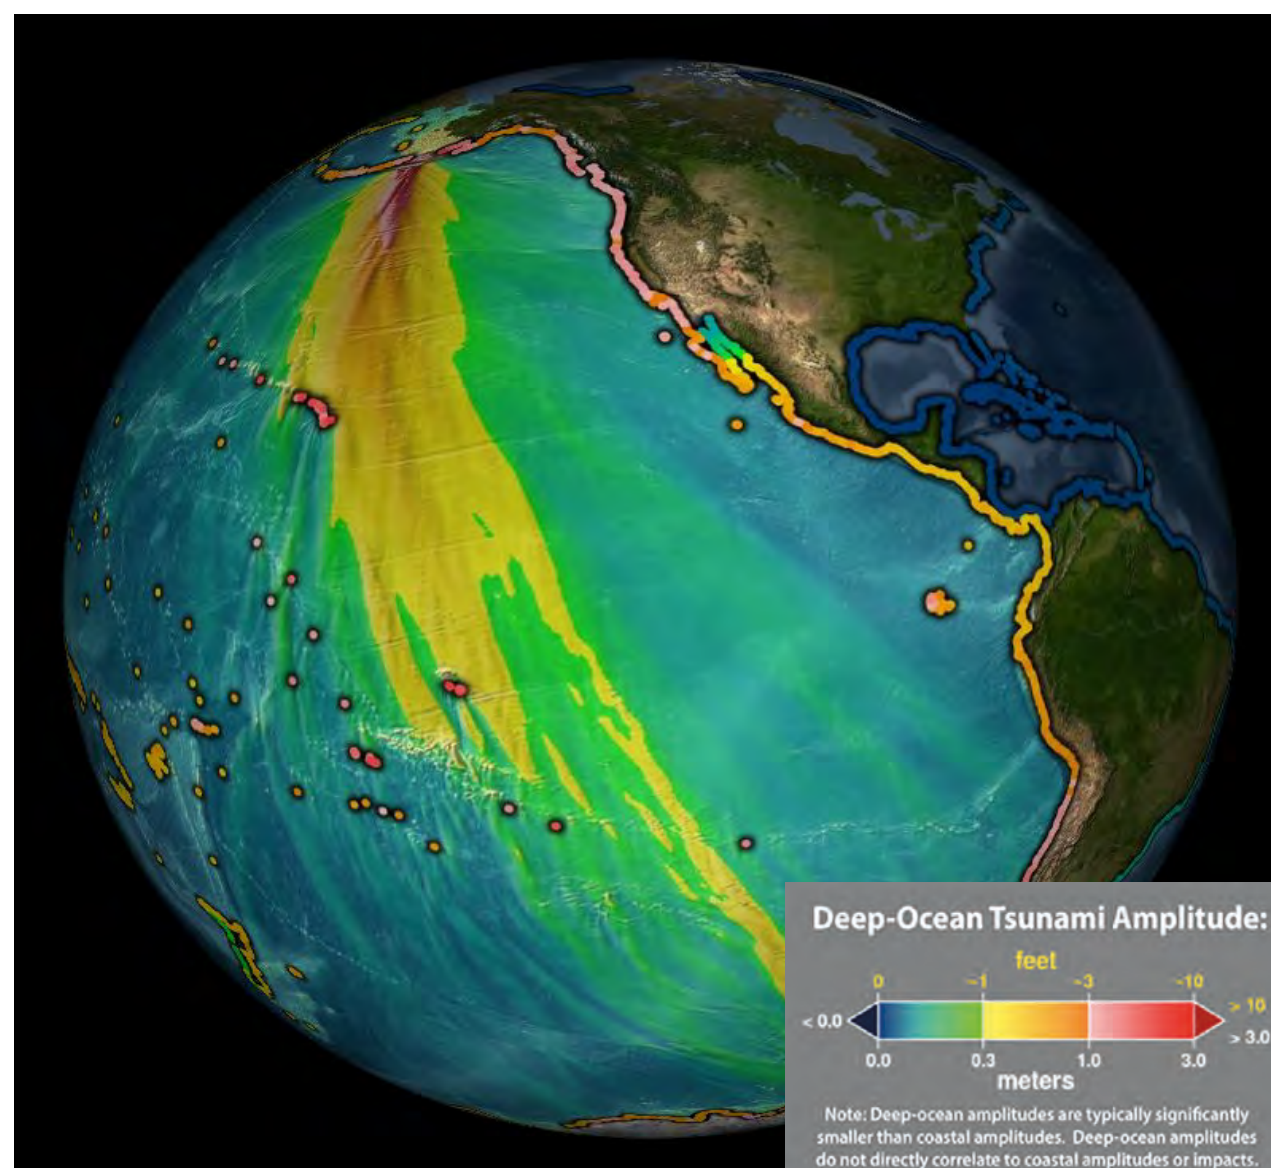 Deep-Ocean Tsunami Amplitude:
feet
0 ~1 ~3 ~10
> 10
< 0.0
> 3.0
0.0 0.3 1.0 3.0
meters
Note: Deep-ocean amplitudes are typically significantly
smaller than coastal amplitudes. Deep-ocean amplitudes
do not directly correlate to coastal amplitudes or impacts.